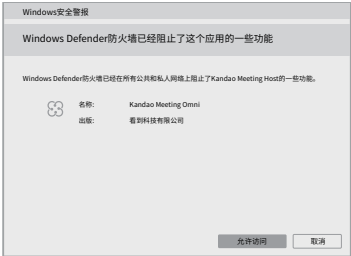 Windows安全警报
Windows Defender防火墙已经阻止了这个应用的一些功能
Windows Defender防火墙已经在所有公共和私人网络上阻止了Kandao Meeting Host的一些功能。
名称: Kandao Meeting Omni
出版: 看到科技有限公司
允许访问 取消